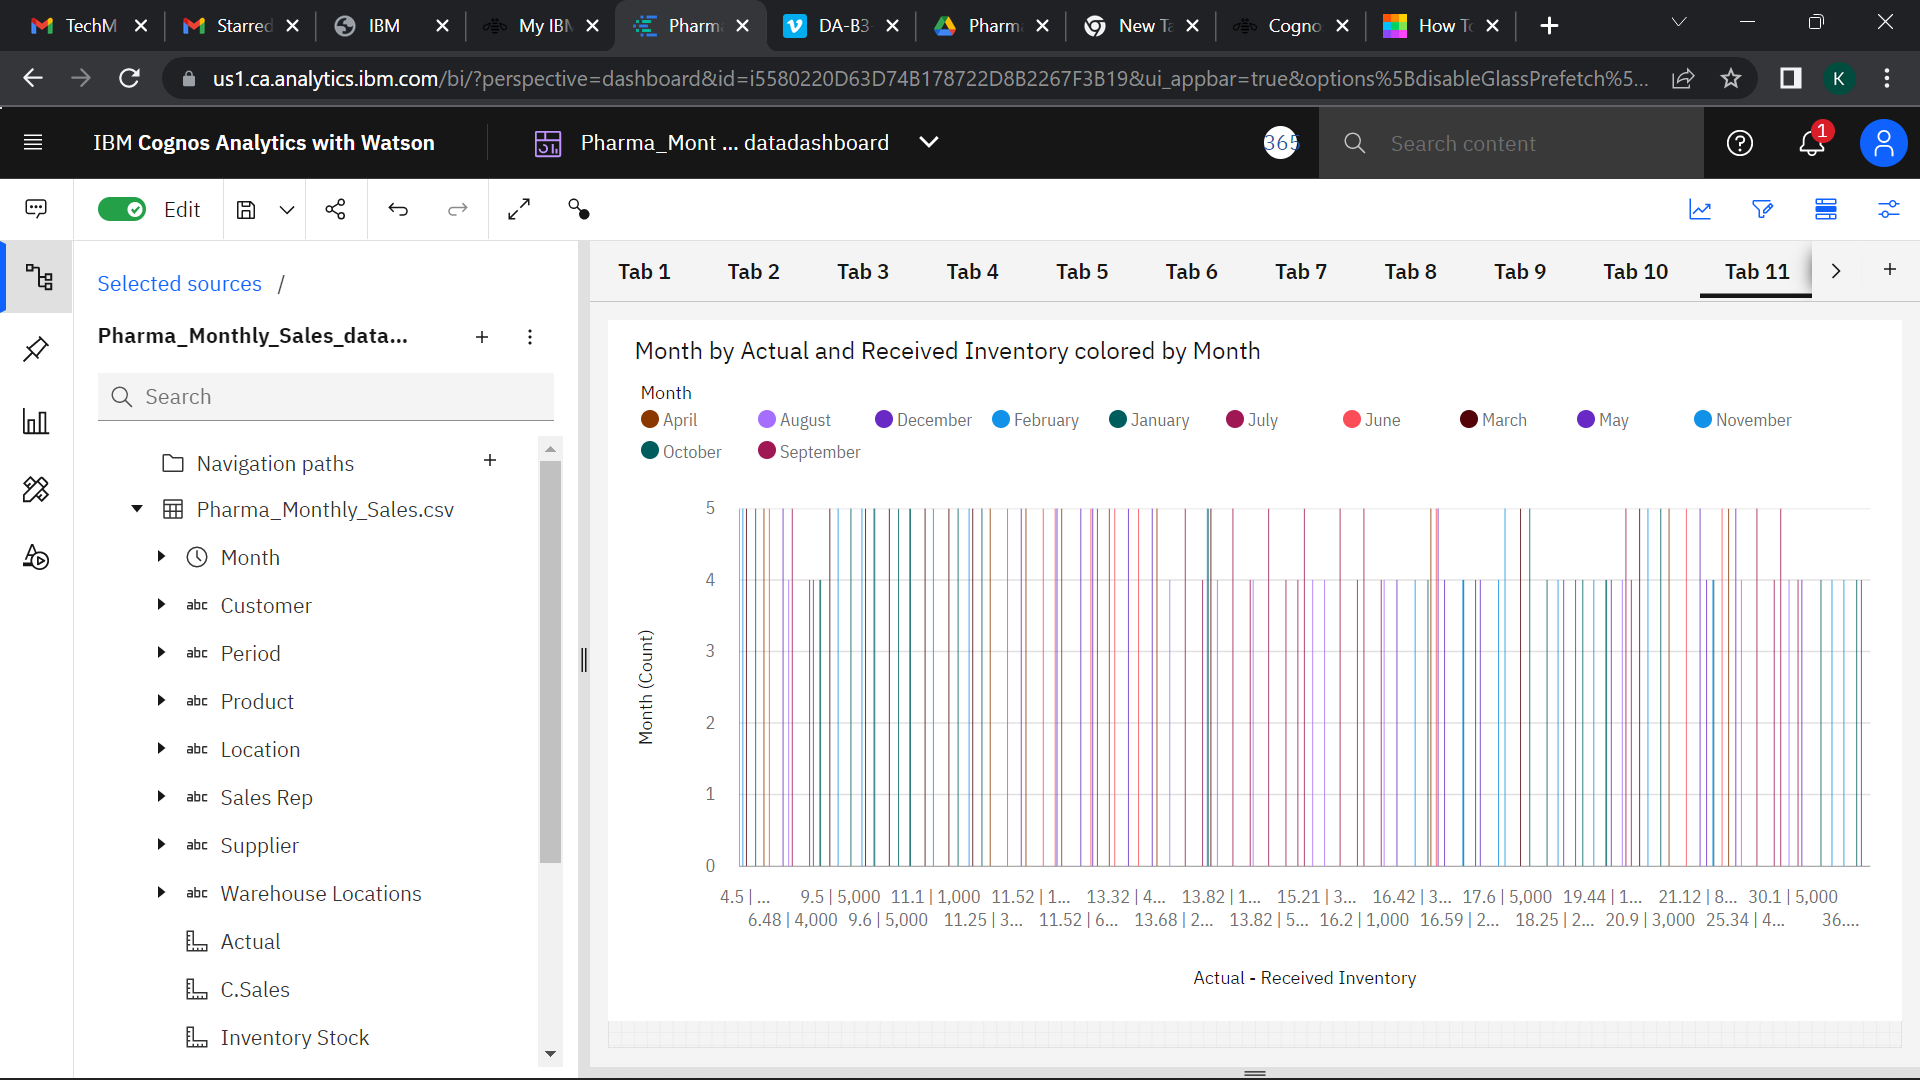 TechM
Starred
IBM
My IBM
Pharma
DA-B3-
Pharma
New Ta
Cogno
How To
us1.ca.analytics.ibm.com/bi/?perspective=dashboard&id=i5580220D63D74B178722D8B2267F3B19&ui_appbar=true&options%5BdisableGlassPrefetch%5...
K
IBM Cognos Analytics with Watson
Pharma_Mont ... datadashboard
365
Search content
1
Edit
Selected sources /
Pharma_Monthly_Sales_data...
Search
Navigation paths
Pharma_Monthly_Sales.csv
Month
abc Customer
abc Period
abc Product
abc Location
abc Sales Rep
abc Supplier
abc Warehouse Locations
Actual
C.Sales
Inventory Stock
Tab 1 Tab 2 Tab 3 Tab 4 Tab 5 Tab 6 Tab 7 Tab 8 Tab 9 Tab 10 Tab 11
Month by Actual and Received Inventory colored by Month
Month
April August December February January July June March May November
October September
5
4
3
2
1
0
Month (Count)
4.5 | ... 9.5 | 5,000 11.1 | 1,000 11.52 | 1... 13.32 | 4... 13.82 | 1... 15.21 | 3... 16.42 | 3... 17.6 | 5,000 19.44 | 1... 21.12 | 8... 30.1 | 5,000
6.48 | 4,000 9.6 | 5,000 11.25 | 3... 11.52 | 6... 13.68 | 2... 13.82 | 5... 16.2 | 1,000 16.59 | 2... 18.25 | 2... 20.9 | 3,000 25.34 | 4... 36....
Actual - Received Inventory